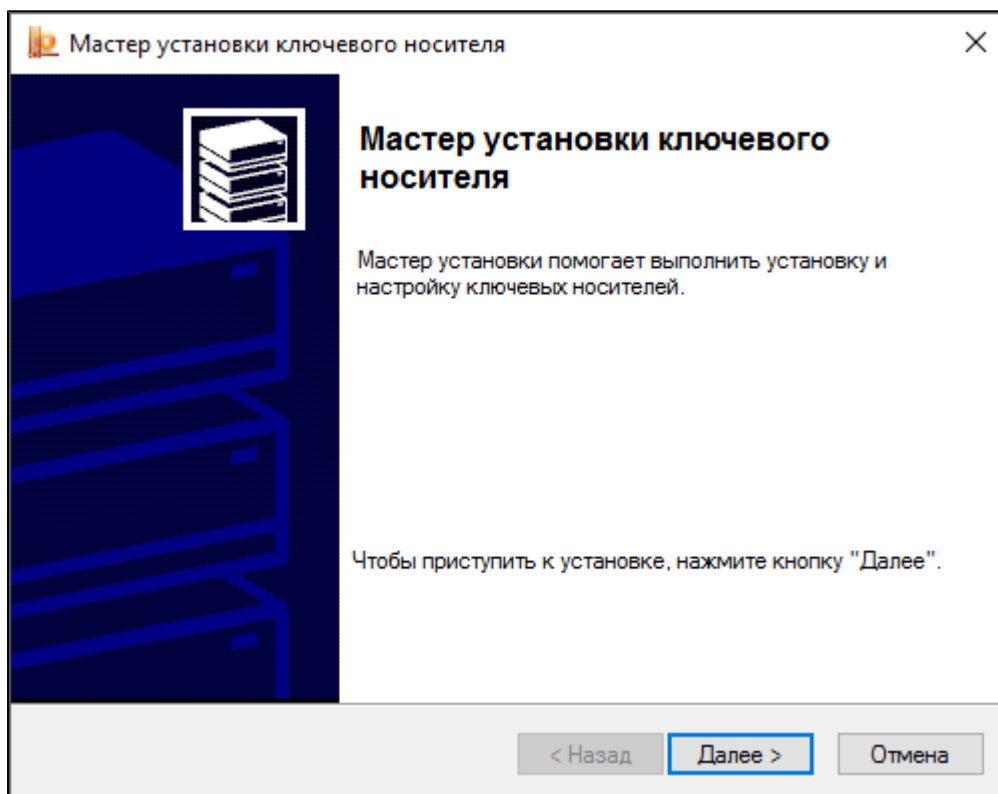 Мастер установки ключевого носителя
Мастер установки ключевого
носителя
Мастер установки помогает выполнить установку и
настройку ключевых носителей.
Чтобы приступить к установке, нажмите кнопку "Далее".
< Назад
Далее >
Отмена